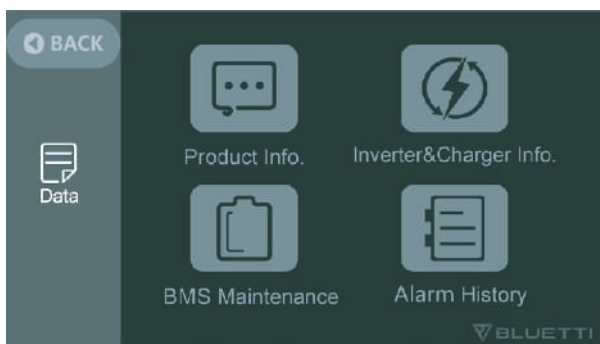 BACK
Data
Product Info.
Inverter&Charger Info.
BMS Maintenance
Alarm History
BLUETTI